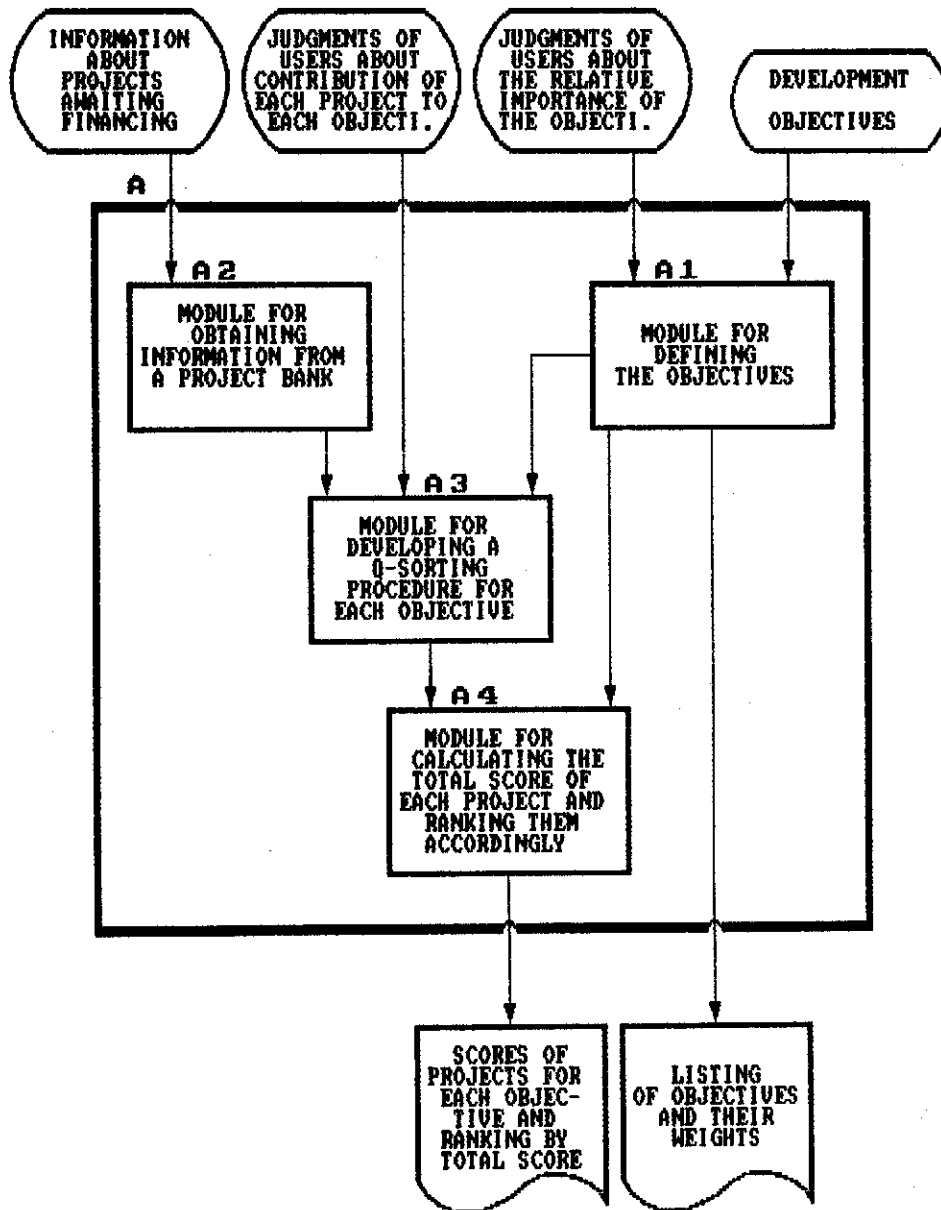 INFORMATION
ABOUT
PROJECTS
AWAITING
FINANCING
JUDGMENTS OF
USERS ABOUT
CONTRIBUTION OF
EACH PROJECT TO
EACH OBJECTI.
JUDGMENTS OF
USERS ABOUT
THE RELATIVE
IMPORTANCE OF
THE OBJECTI.
DEVELOPMENT
OBJECTIVES
A
A2
MODULE FOR
OBTAINING
INFORMATION FROM
A PROJECT BANK
A1
MODULE FOR
DEFINING
THE OBJECTIVES
A3
MODULE FOR
DEVELOPING A
Q-SORTING
PROCEDURE FOR
EACH OBJECTIVE
A4
MODULE FOR
CALCULATING THE
TOTAL SCORE OF
EACH PROJECT AND
RANKING THEM
ACCORDINGLY
SCORES OF
PROJECTS FOR
EACH OBJEC-
TIVE AND
RANKING BY
TOTAL SCORE
LISTING
OF OBJECTIVES
AND THEIR
WEIGHTS